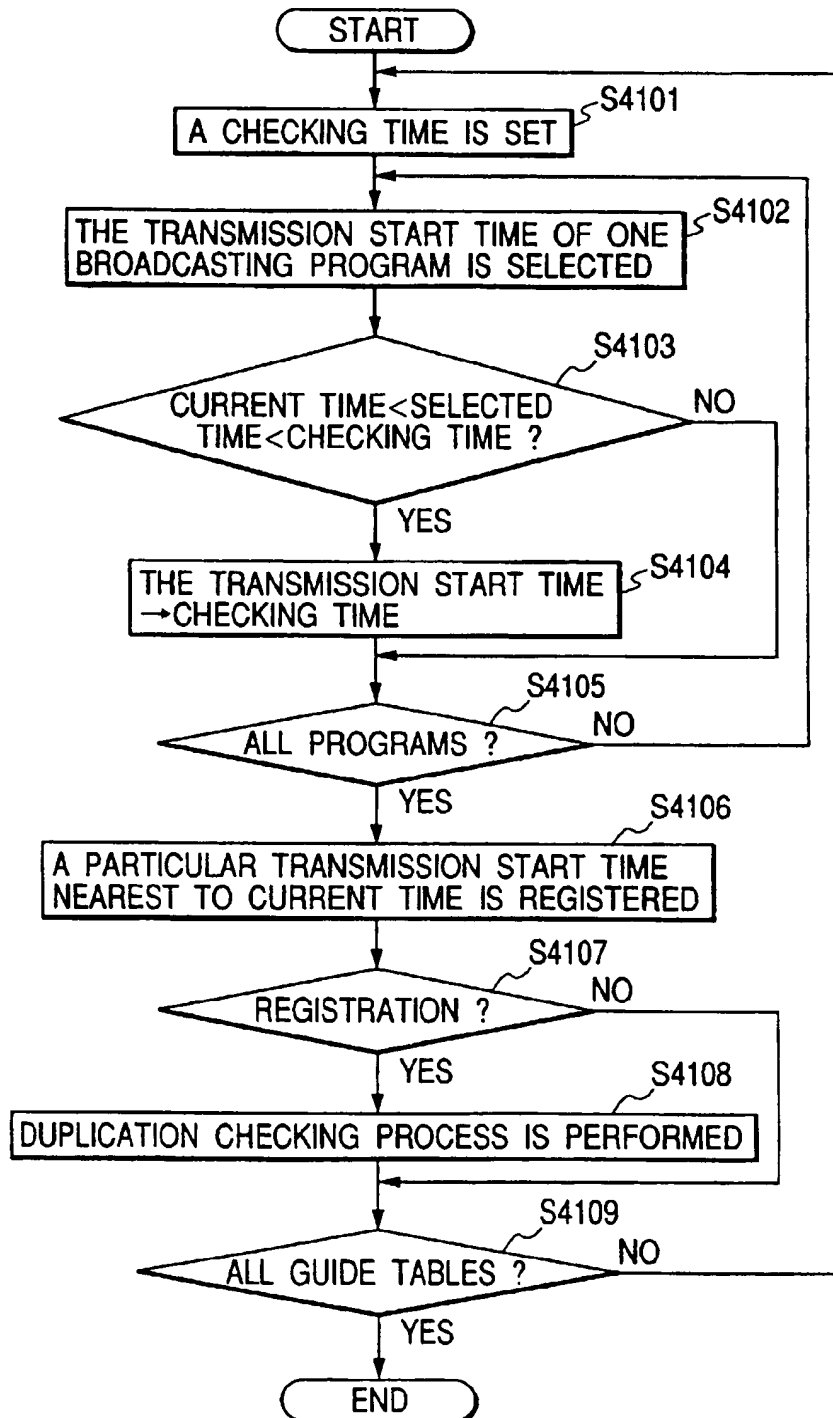 START
S4101
A CHECKING TIME IS SET
S4102
THE TRANSMISSION START TIME OF ONE
BROADCASTING PROGRAM IS SELECTED
S4103
CURRENT TIME<SELECTED
TIME<CHECKING TIME ?
NO
YES
S4104
THE TRANSMISSION START TIME
→CHECKING TIME
S4105
ALL PROGRAMS ?
NO
YES
S4106
A PARTICULAR TRANSMISSION START TIME
NEAREST TO CURRENT TIME IS REGISTERED
S4107
REGISTRATION ?
NO
YES
S4108
DUPLICATION CHECKING PROCESS IS PERFORMED
S4109
ALL GUIDE TABLES ?
NO
YES
END